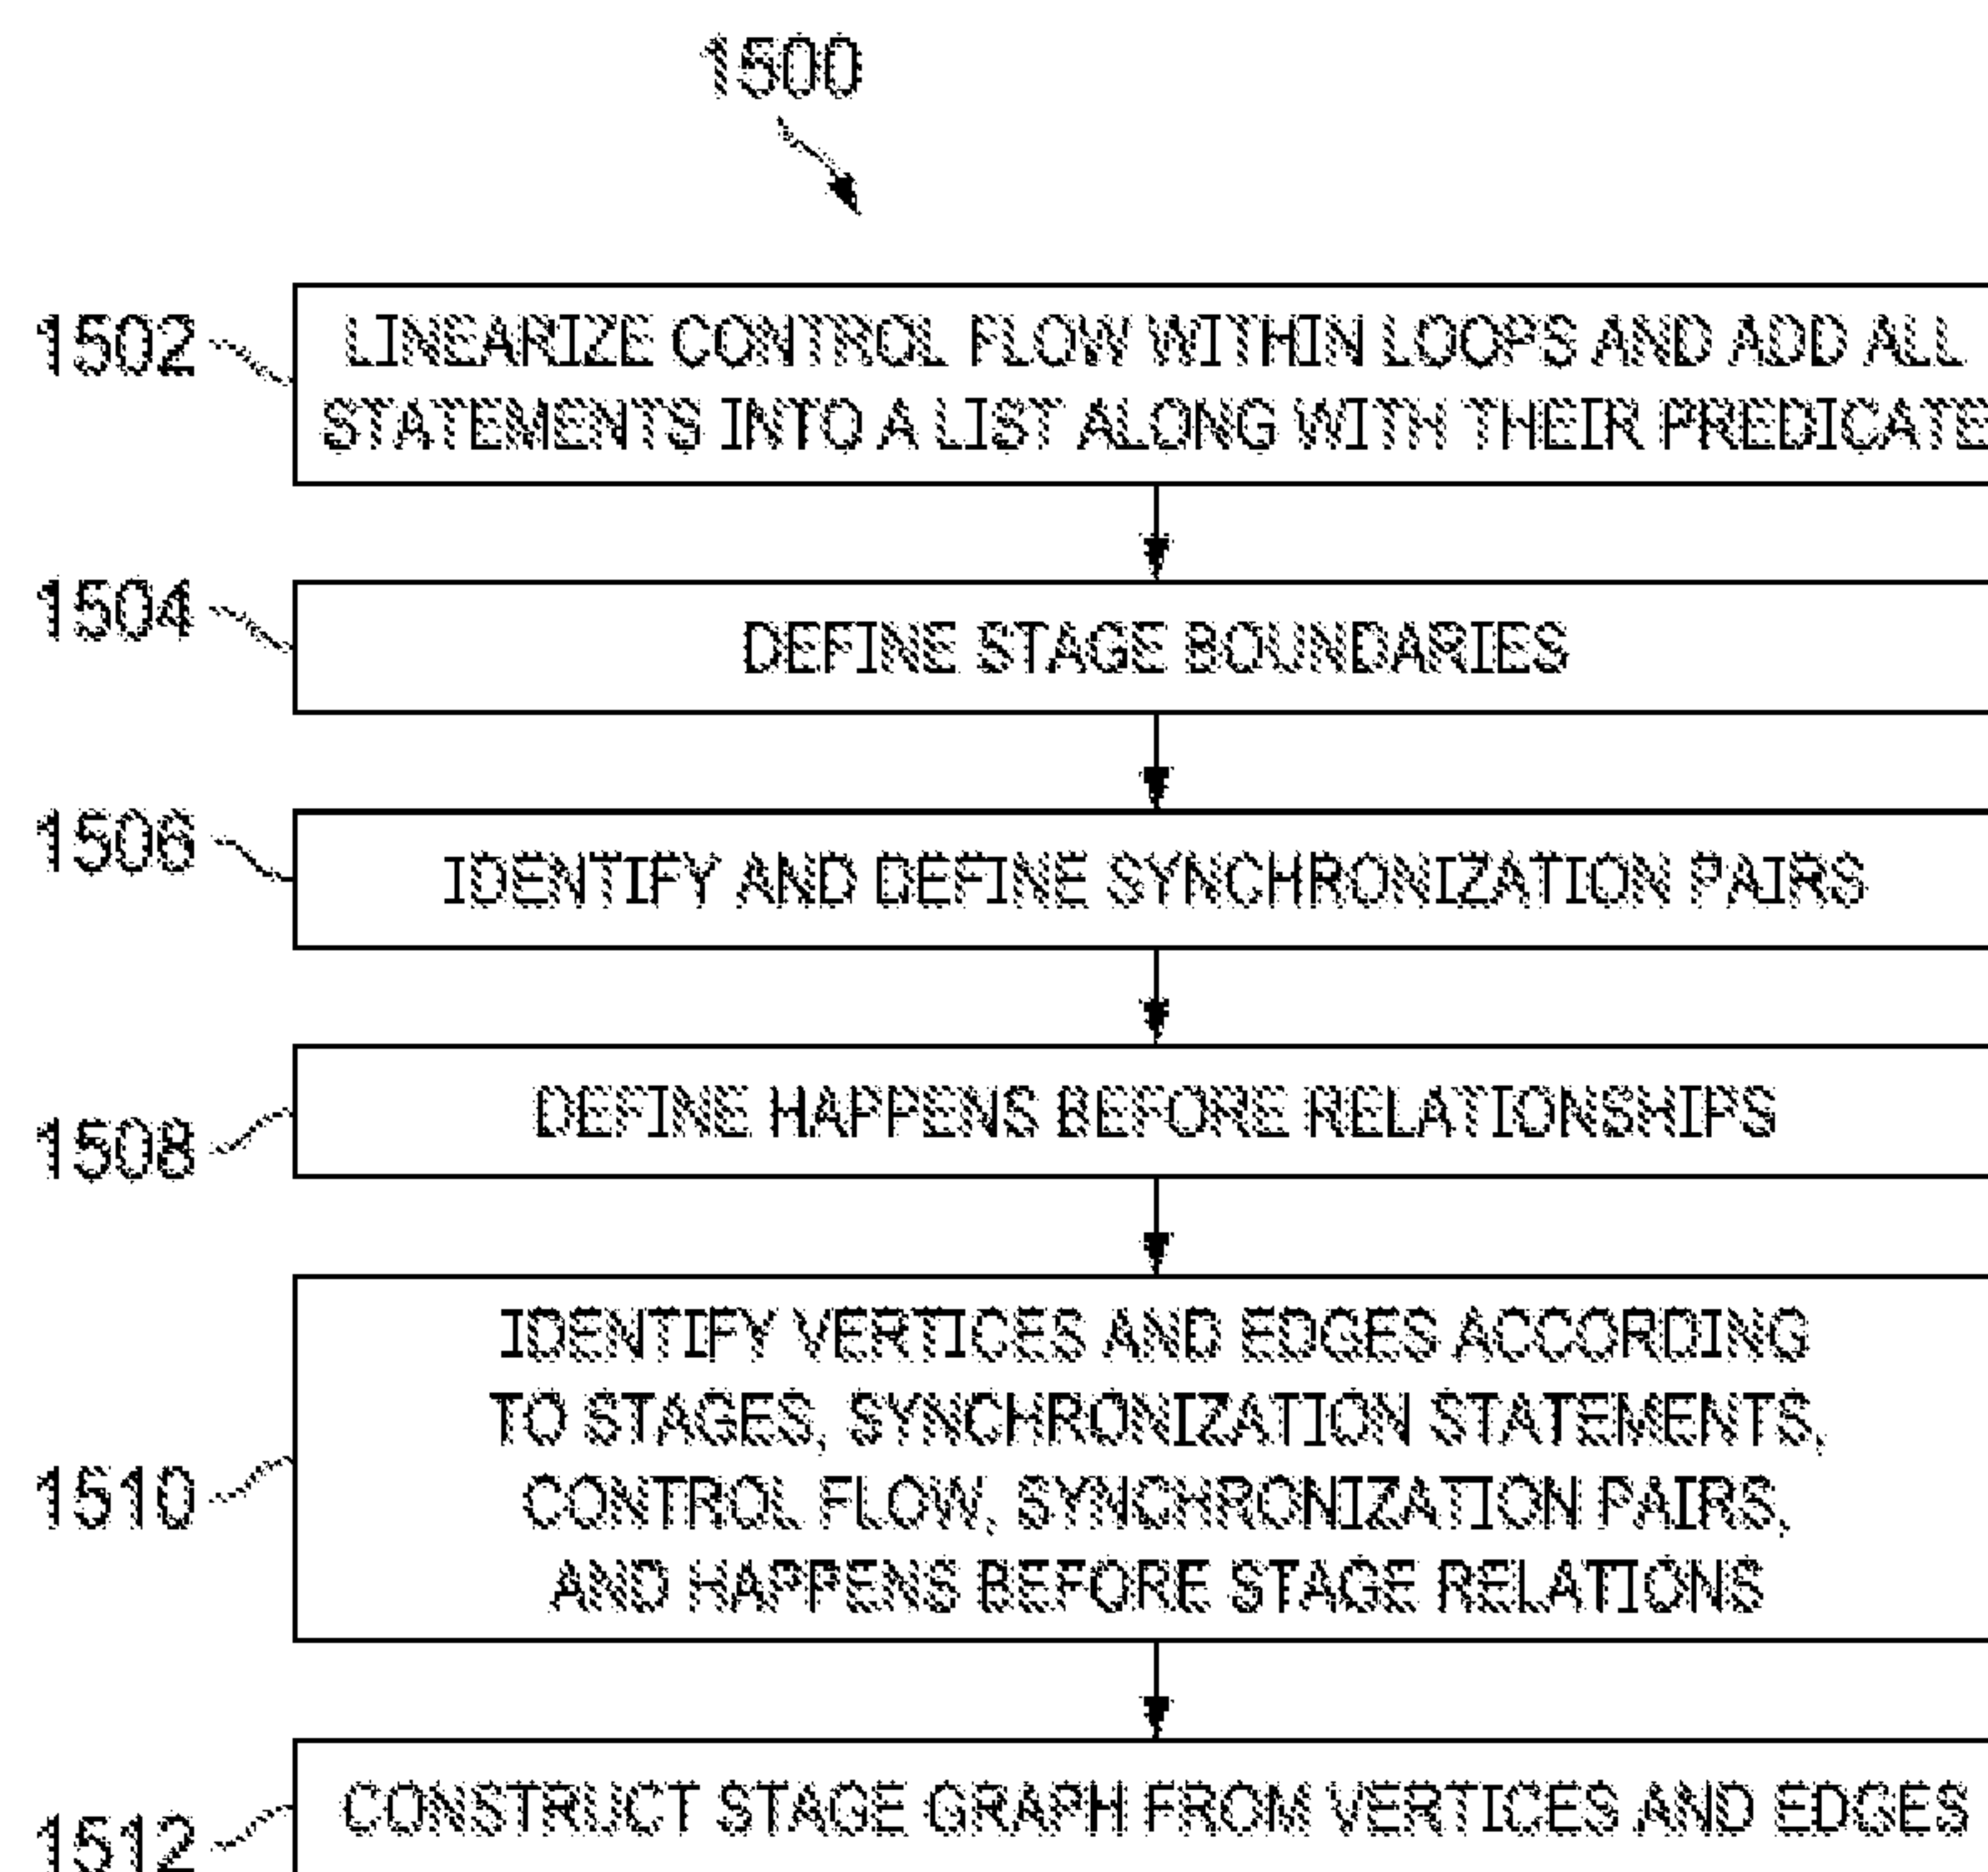 1500
1502
LINEARIZE CONTROL FLOW WITHIN LOOPS AND ADD ALL
STATEMENTS INTO A LIST ALONG WITH THEIR PREDICATE
1504
DEFINE STAGE BOUNDARIES
1506
IDENTIFY AND DEFINE SYNCHRONIZATION PAIRS
1508
DEFINE HAPPENS BEFORE RELATIONSHIPS
1510
IDENTIFY VERTICES AND EDGES ACCORDING
TO STAGES, SYNCHRONIZATION STATEMENTS,
CONTROL FLOW, SYNCHRONIZATION PAIRS,
AND HAPPENS BEFORE STAGE RELATIONS
1512
CONSTRUCT STAGE GRAPH FROM VERTICES AND EDGES